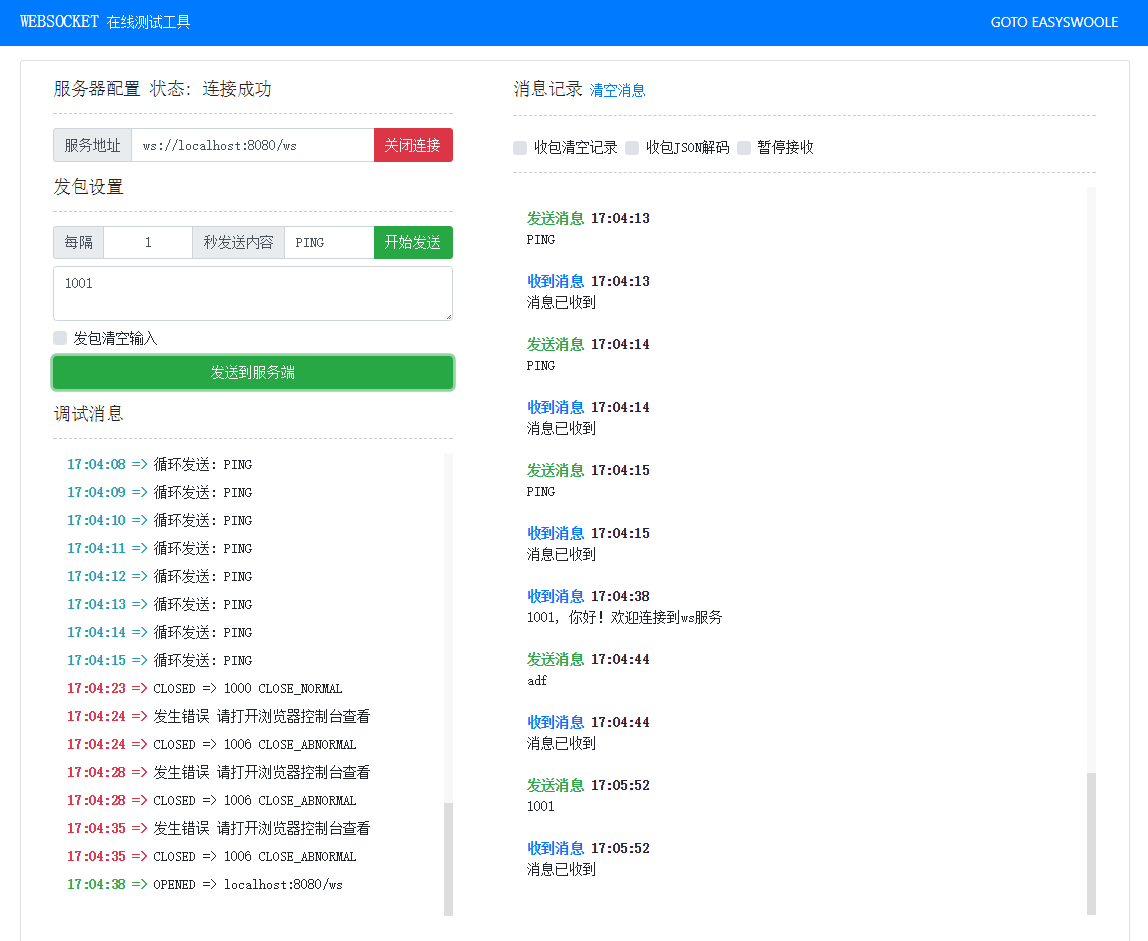 WEBSOCKET 在线测试工具
GOTO EASYSWOOLE
服务器配置 状态：连接成功
服务地址 ws://localhost:8080/ws 关闭连接
发包设置
每隔 1 秒发送内容 PING 开始发送
1001
发包清空输入
发送到服务端
调试消息
17:04:08 => 循环发送：PING
17:04:09 => 循环发送：PING
17:04:10 => 循环发送：PING
17:04:11 => 循环发送：PING
17:04:12 => 循环发送：PING
17:04:13 => 循环发送：PING
17:04:14 => 循环发送：PING
17:04:15 => 循环发送：PING
17:04:23 => CLOSED => 1000 CLOSE_NORMAL
17:04:24 => 发生错误 请打开浏览器控制台查看
17:04:24 => CLOSED => 1006 CLOSE_ABNORMAL
17:04:28 => 发生错误 请打开浏览器控制台查看
17:04:28 => CLOSED => 1006 CLOSE_ABNORMAL
17:04:35 => 发生错误 请打开浏览器控制台查看
17:04:35 => CLOSED => 1006 CLOSE_ABNORMAL
17:04:38 => OPENED => localhost:8080/ws
消息记录 清空消息
收包清空记录 收包JSON解码 暂停接收
发送消息 17:04:13
PING
收到消息 17:04:13
消息已收到
发送消息 17:04:14
PING
收到消息 17:04:14
消息已收到
发送消息 17:04:15
PING
收到消息 17:04:15
消息已收到
收到消息 17:04:38
1001，你好！欢迎连接到ws服务
发送消息 17:04:44
adf
收到消息 17:04:44
消息已收到
发送消息 17:05:52
1001
收到消息 17:05:52
消息已收到